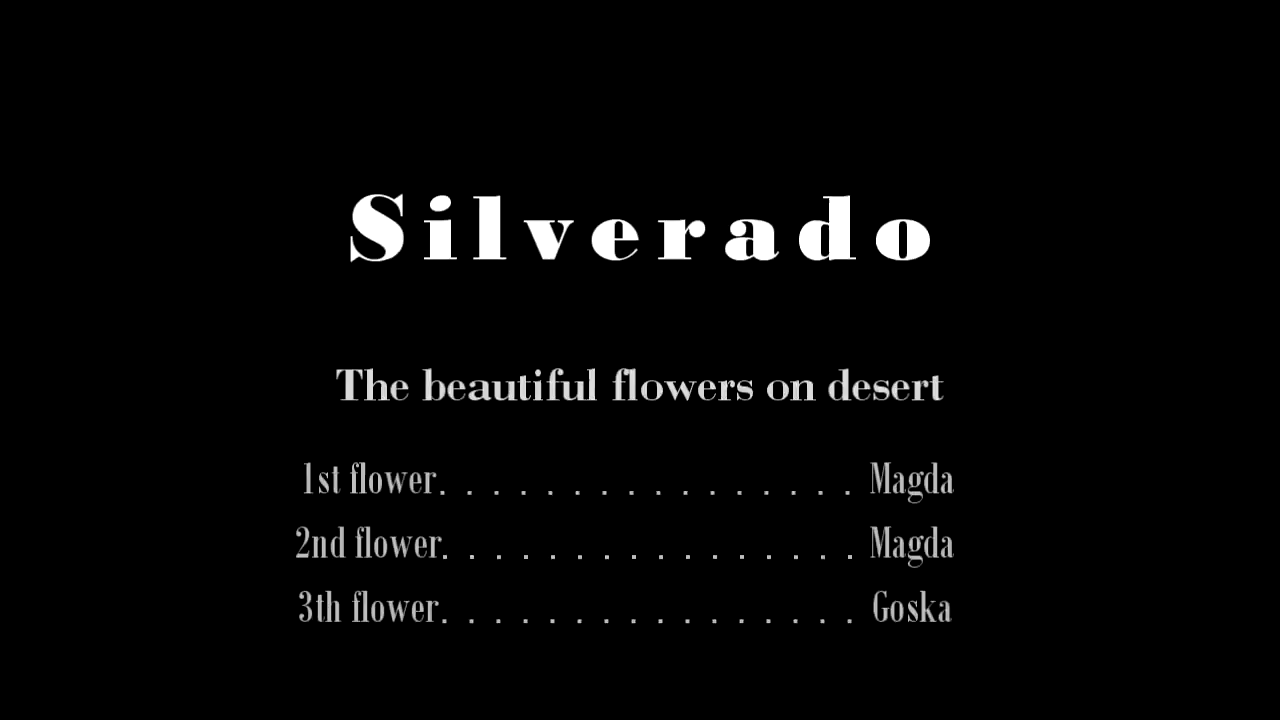 Silverado
The beautiful flowers on desert
1st flower. . . . . . . . . . . . . . . . Magda
2nd flower. . . . . . . . . . . . . . . . Magda
3th flower. . . . . . . . . . . . . . . . Goska